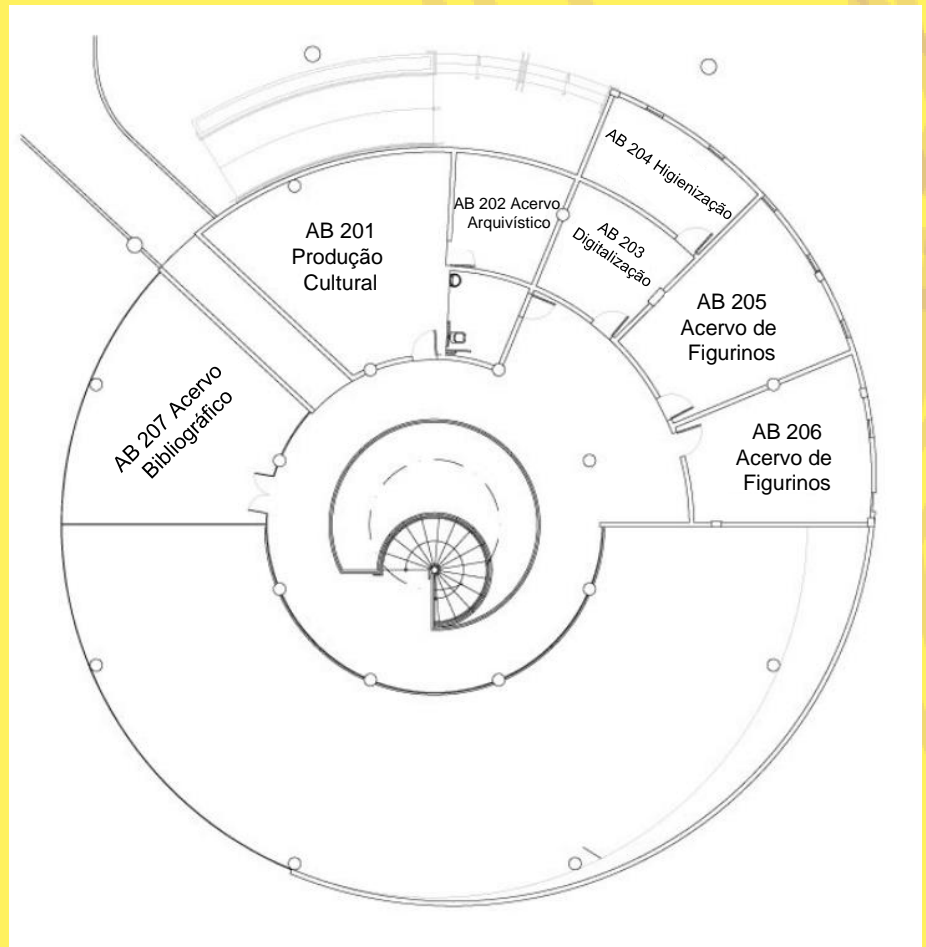 AB 201
Produção
Cultural
AB 202 Acervo
Arquivístico
AB 203
Digitalização
AB 204 Higienização
AB 205
Acervo de
Figurinos
AB 206
Acervo de
Figurinos
AB 207 Acervo
Bibliográfico